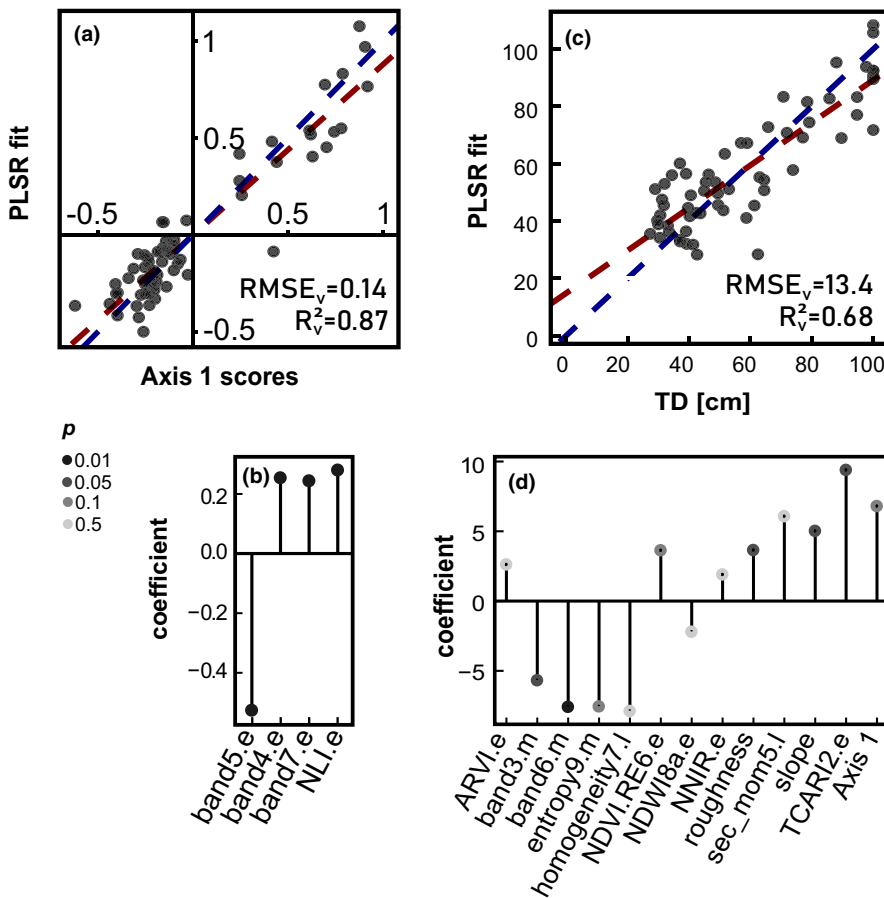 (a)
1
0.5
-0.5
0.5
1
-0.5
RMSEv=0.14
R²v=0.87
PLSR fit
Axis 1 scores
(c)
100
80
60
40
20
0
0 20 40 60 80 100
RMSEv=13.4
R²v=0.68
PLSR fit
TD [cm]
p
0.01
0.05
0.1
0.5
(b)
0.2
0.0
−0.2
−0.4
coefficient
band5.e
band4.e
band7.e
NLI.e
(d)
10
5
0
−5
coefficient
ARVI.e
band3.m
band6.m
entropy9.m
homogeneity7.l
NDVI.RE6.e
NDWI8a.e
NNIR.e
roughness
sec_mom5.l
slope
TCARI2.e
Axis 1